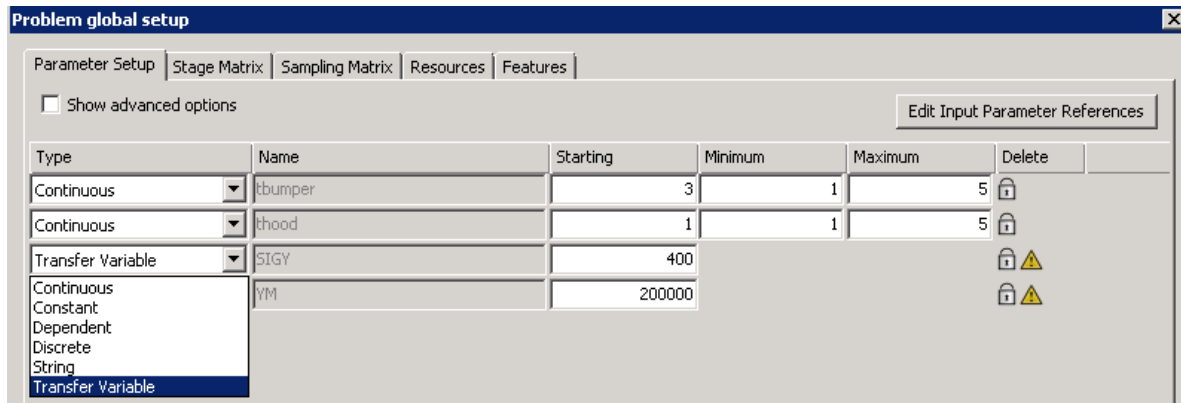 Problem global setup
Parameter Setup Stage Matrix Sampling Matrix Resources Features
Show advanced options Edit Input Parameter References
Type Name Starting Minimum Maximum Delete
Continuous tbumper 3 1 5
Continuous thood 1 1 5
Transfer Variable SIGY 400
Continuous YM 200000
Constant
Dependent
Discrete
String
Transfer Variable